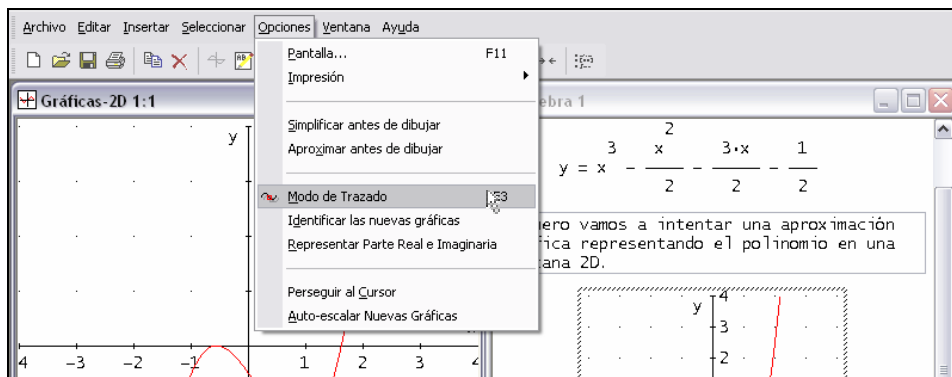 Archivo Editar Insertar Seleccionar Opciones Ventana Ayuda
Gráficas-2D 1:1
Pantalla... F11
Impresión
Simplificar antes de dibujar
Aproximar antes de dibujar
Modo de Trazado
Identificar las nuevas gráficas
Representar Parte Real e Imaginaria
Perseguir al Cursor
Auto-escalar Nuevas Gráficas
y
4 -3 -2 -1 1 2 3 4
ebra 1
y = x^3 - x^2/2 - 3·x/2 - 1/2
ero vamos a intentar una aproximación
fica representando el polinomio en una
ana 2D.
y 4
3
2